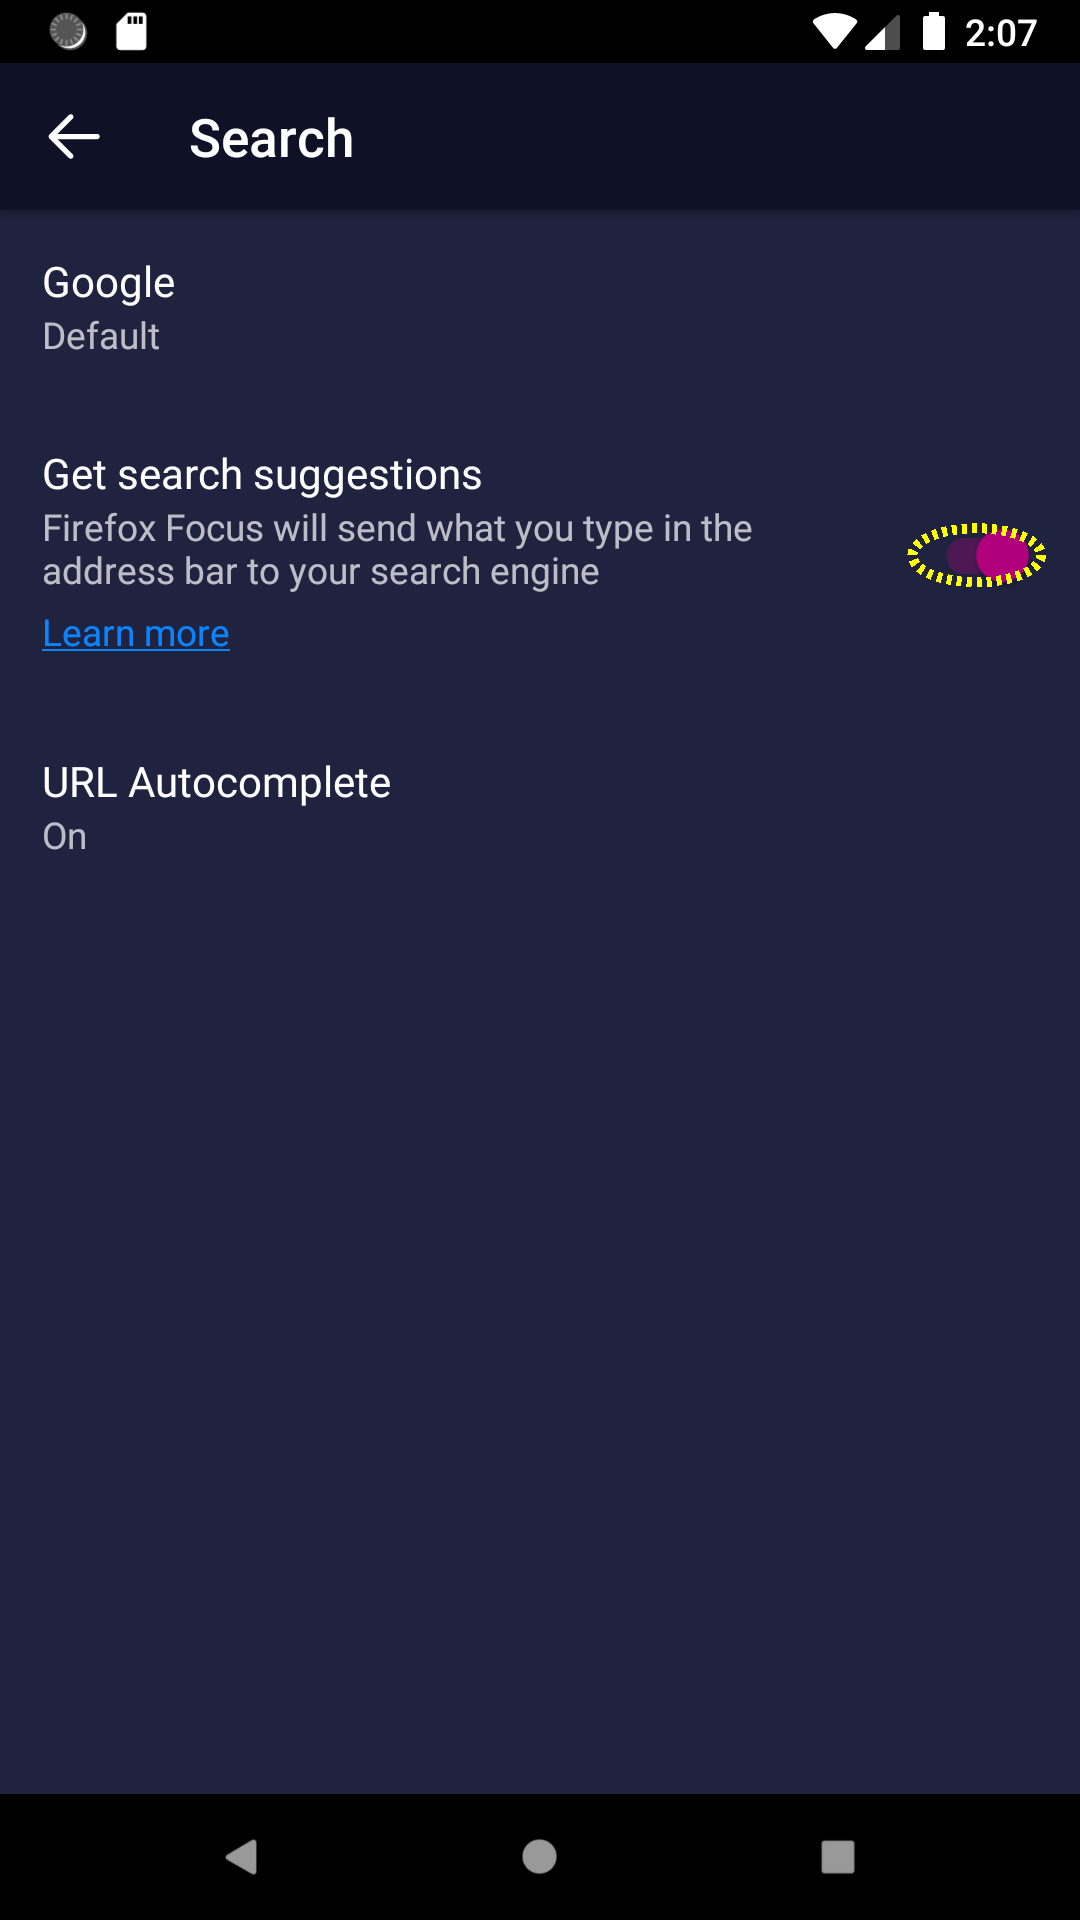 2:07
Search
Google
Default
Get search suggestions
Firefox Focus will send what you type in the
address bar to your search engine
Learn more
URL Autocomplete
On